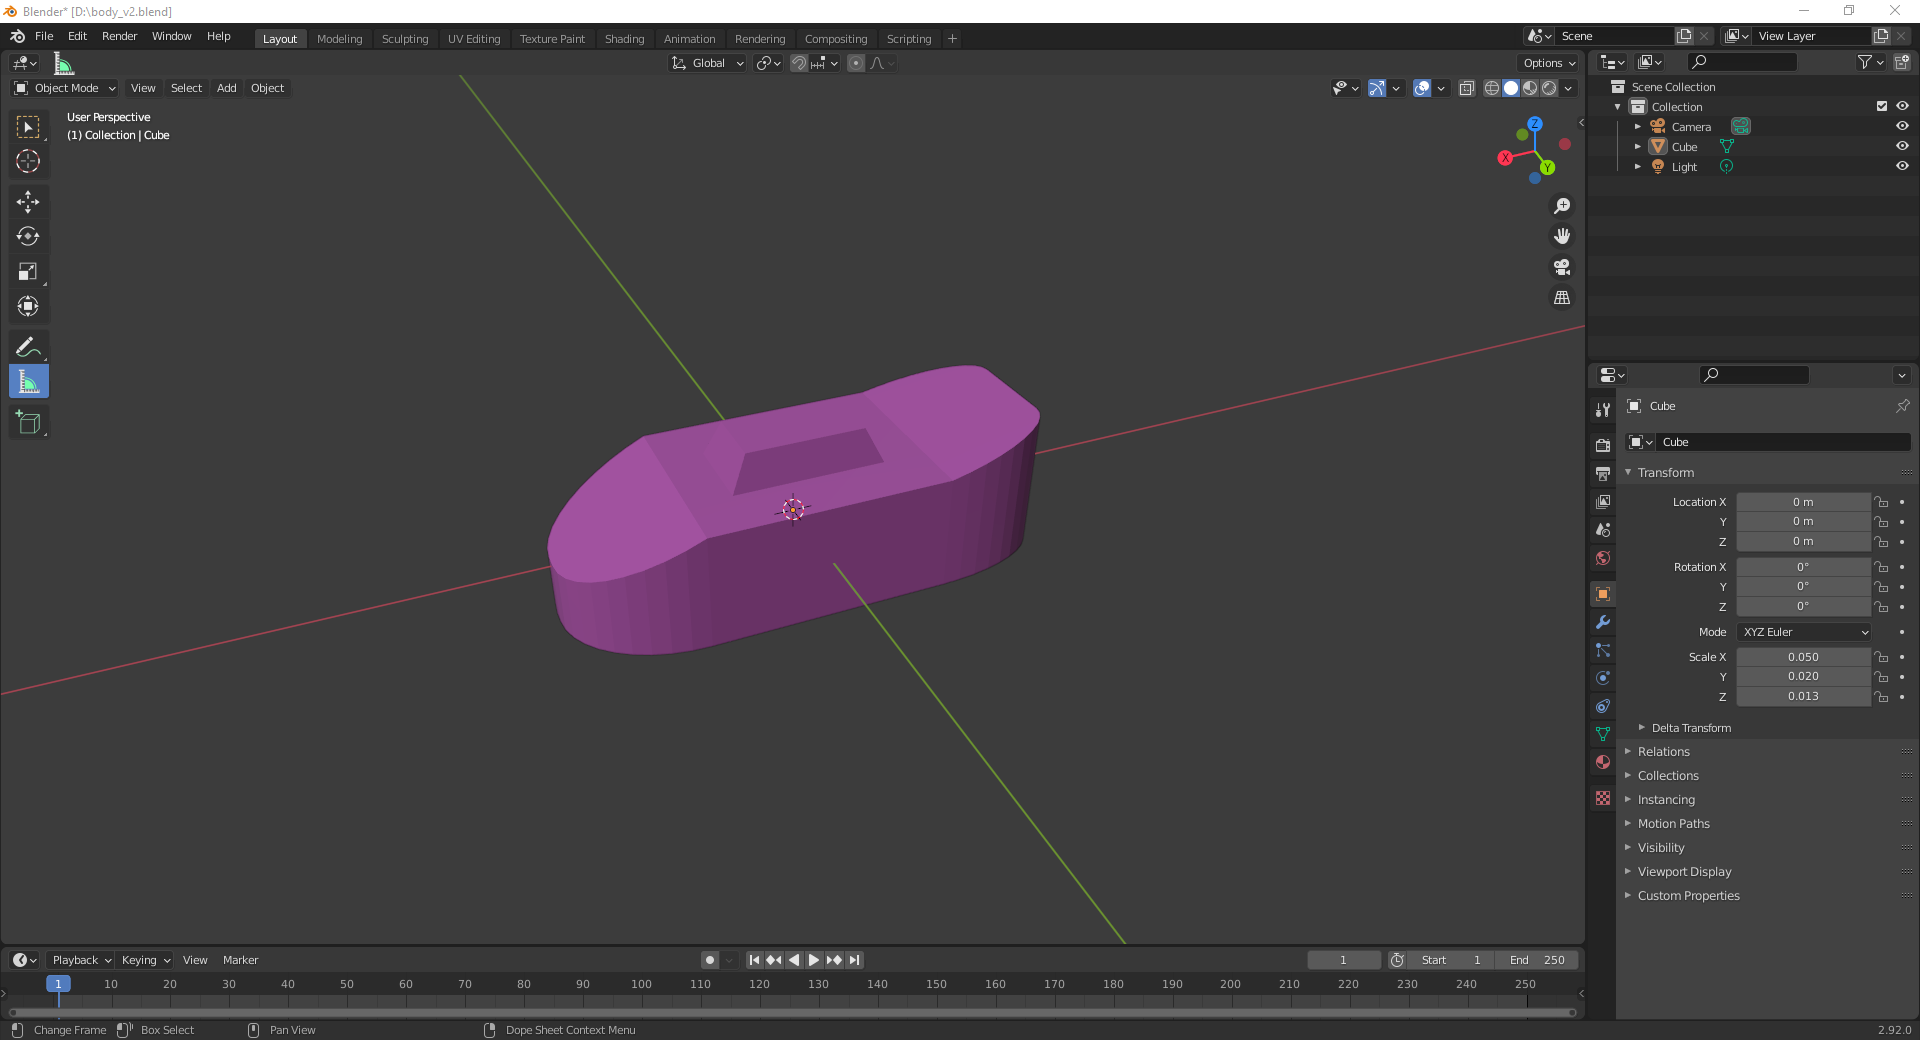 Blender* [D:\body_v2.blend]
File Edit Render Window Help Layout Modeling Sculpting UV Editing Texture Paint Shading Animation Rendering Compositing Scripting + Scene View Layer
Global Options
Object Mode View Select Add Object
User Perspective
(1) Collection | Cube
Z
X
Y
Scene Collection
Collection
Camera
Cube
Light
Cube
Cube
Transform
Location X 0 m
Y 0 m
Z 0 m
Rotation X 0°
Y 0°
Z 0°
Mode XYZ Euler
Scale X 0.050
Y 0.020
Z 0.013
Delta Transform
Relations
Collections
Instancing
Motion Paths
Visibility
Viewport Display
Custom Properties
Playback Keying View Marker 1 Start 1 End 250
1 10 20 30 40 50 60 70 80 90 100 110 120 130 140 150 160 170 180 190 200 210 220 230 240 250
Change Frame Box Select Pan View Dope Sheet Context Menu 2.92.0